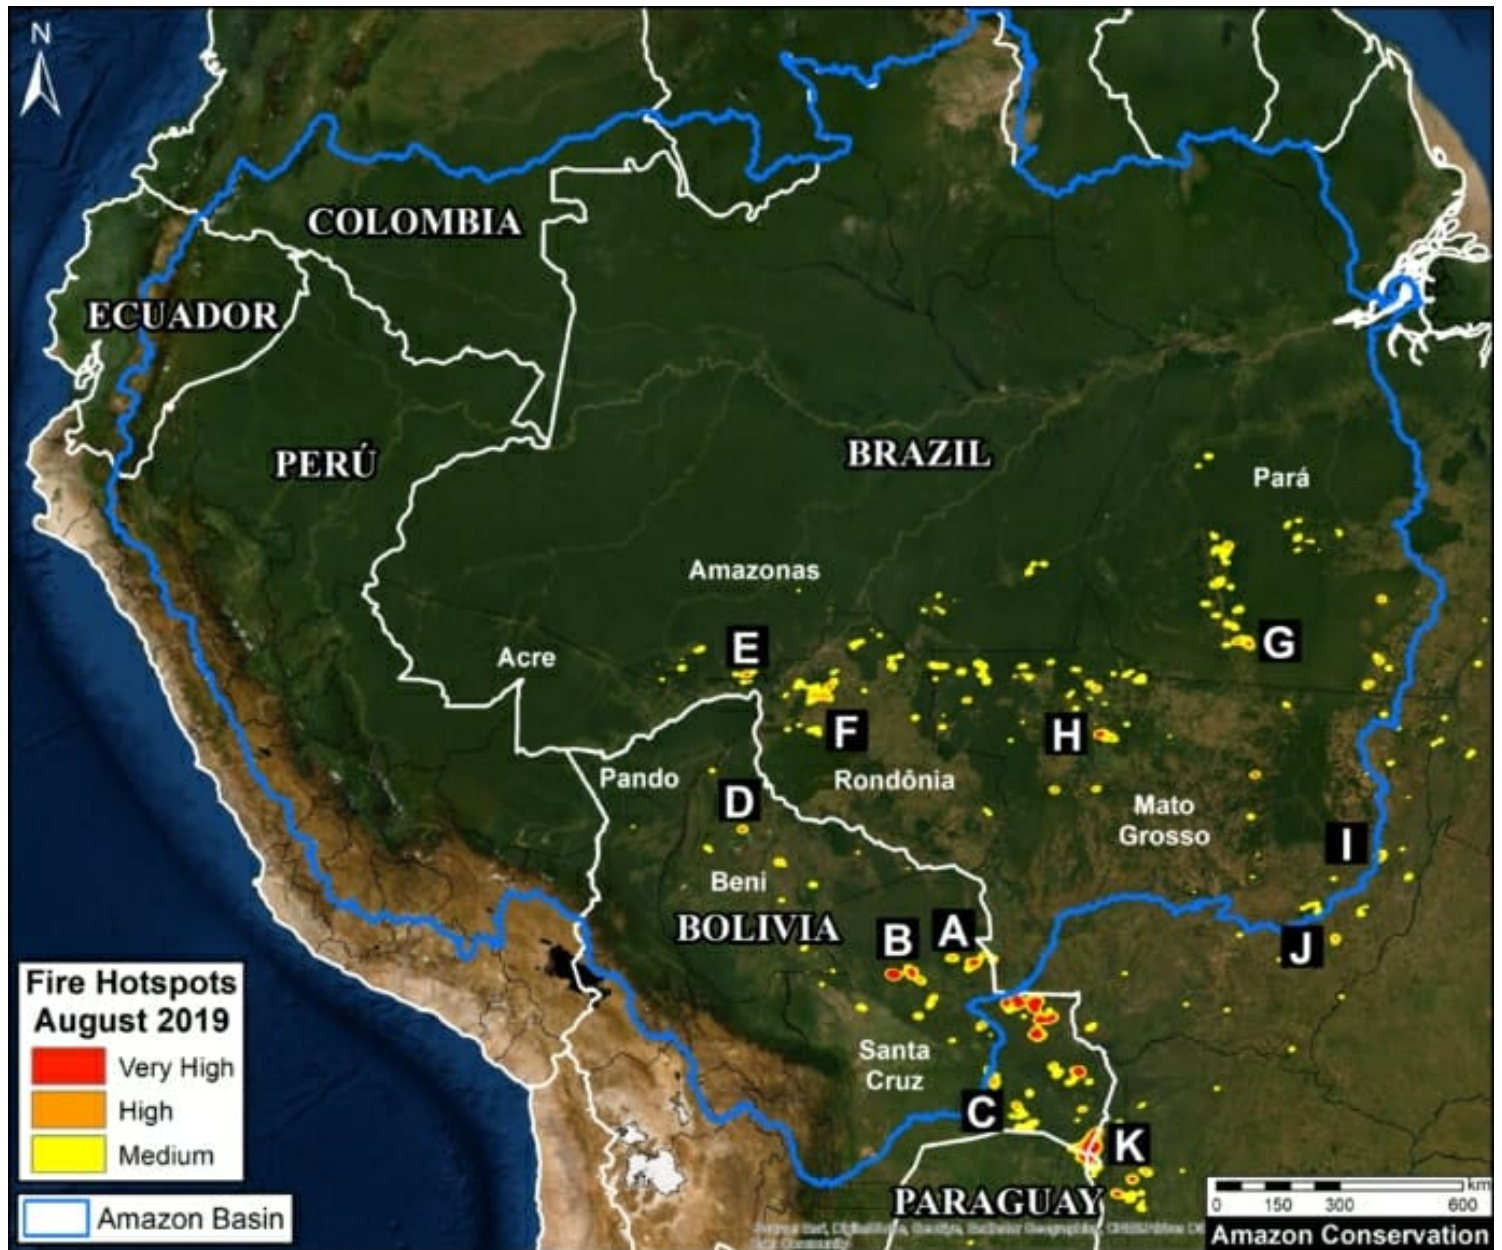 N
COLOMBIA
ECUADOR
PERÚ
BRAZIL
Pará
Amazonas
Acre
E
G
F
H
Pando
Rondônia
D
Mato
Grosso
I
Beni
BOLIVIA
B
A
J
Santa
Cruz
C
K
PARAGUAY
Fire Hotspots
August 2019
Very High
High
Medium
Amazon Basin
km
0 150 300 600
Amazon Conservation